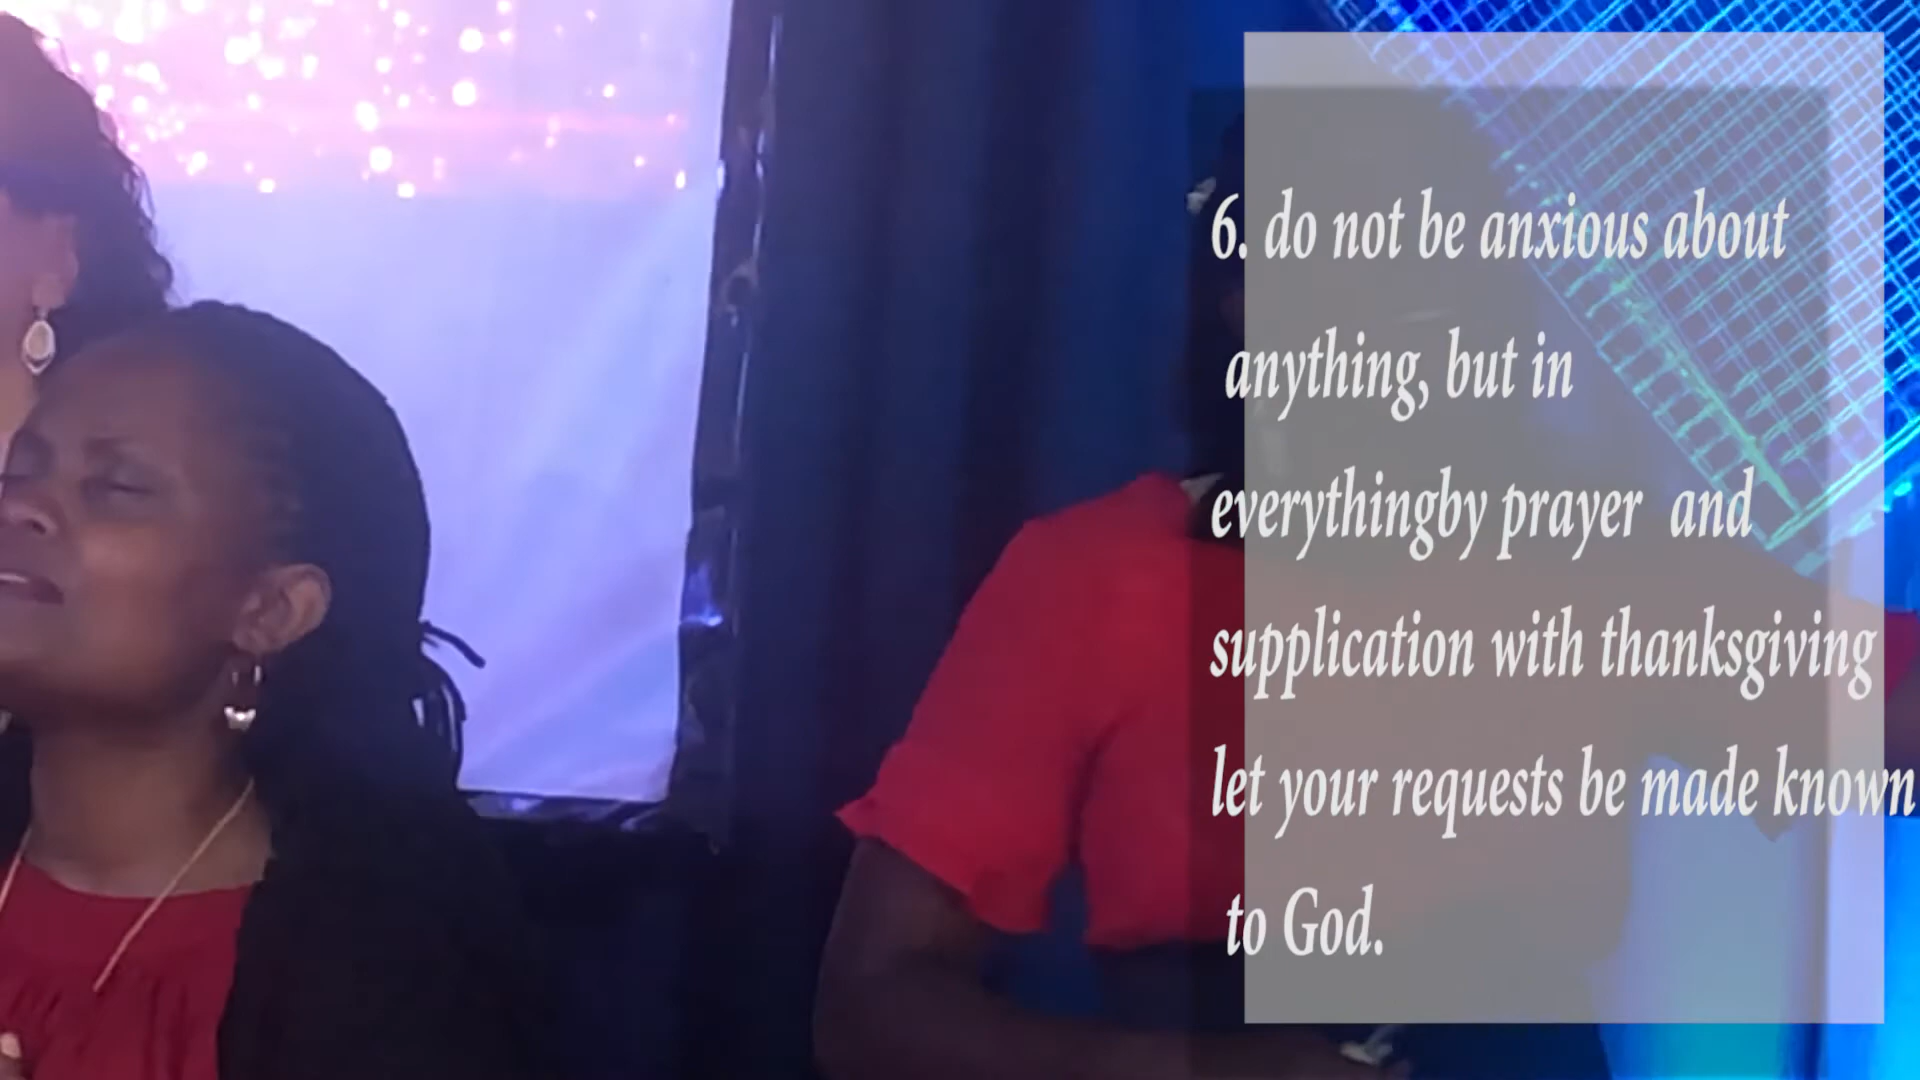 6. do not be anxious about
anything, but in
everythingby prayer and
supplication with thanksgiving
let your requests be made known
to God.